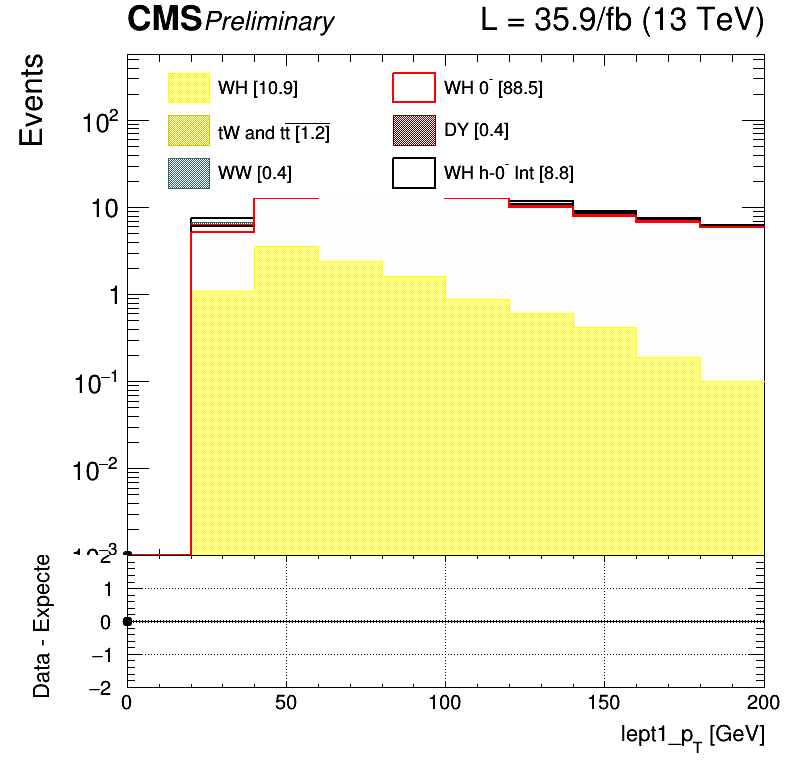 CMS Preliminary L = 35.9/fb (13 TeV)
Events
WH [10.9] WH 0⁻ [88.5]
tW and tt̅ [1.2] DY [0.4]
WW [0.4] WH h-0⁻ Int [8.8]
10²
10
1
10⁻¹
10⁻²
10⁻³
Data - Expecte
2
1
0
−1
−2
0 50 100 150 200
lept1_p_T [GeV]